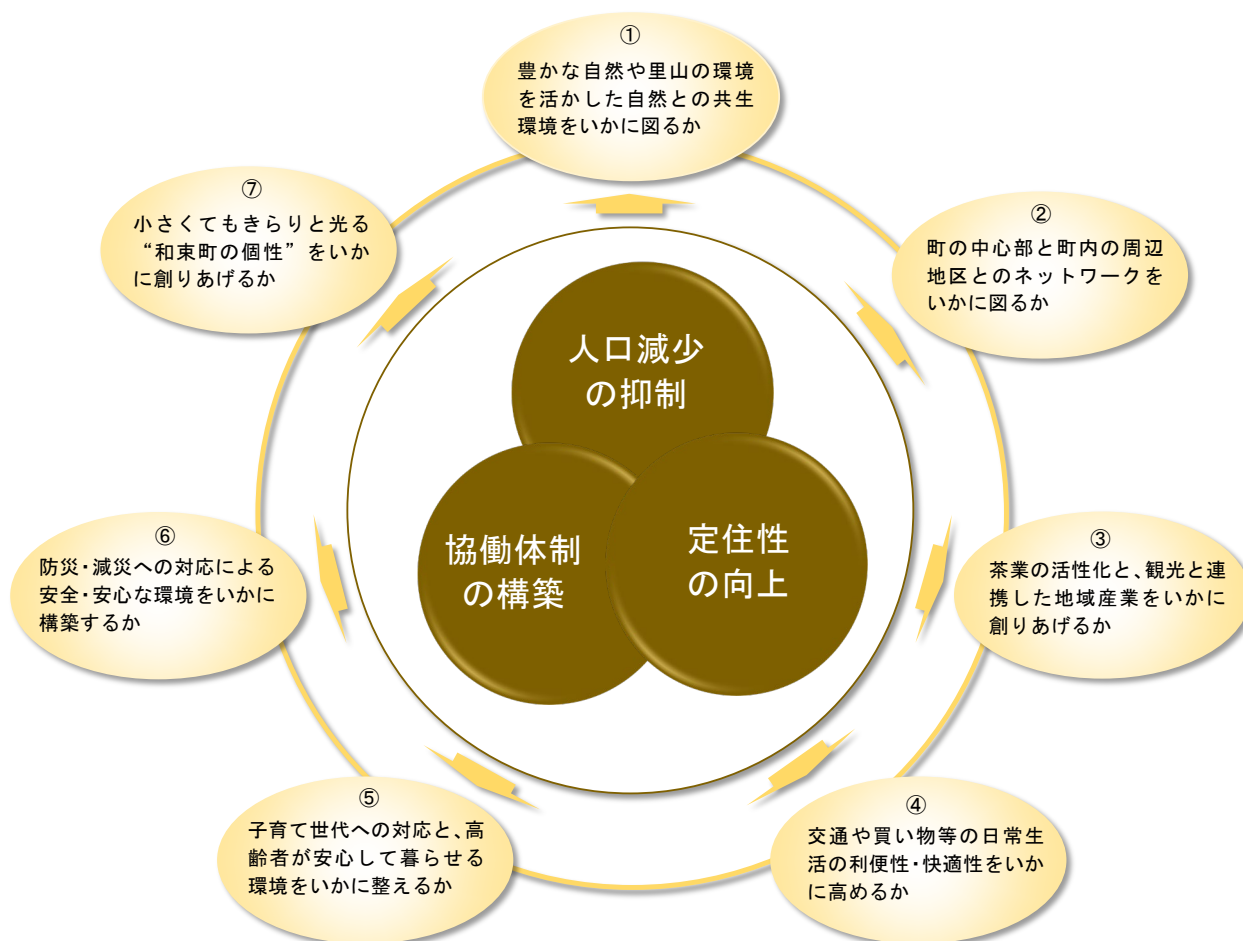 ①
豊かな自然や里山の環境
を活かした自然との共生
環境をいかに図るか
②
町の中心部と町内の周辺
地区とのネットワークを
いかに図るか
③
茶業の活性化と、観光と連
携した地域産業をいかに
創りあげるか
④
交通や買い物等の日常生
活の利便性・快適性をいか
に高めるか
⑤
子育て世代への対応と、高
齢者が安心して暮らせる
環境をいかに整えるか
⑥
防災・減災への対応による
安全・安心な環境をいかに
構築するか
⑦
小さくてもきらりと光る
“和束町の個性”をいか
に創りあげるか
人口減少
の抑制
協働体制
の構築
定住性
の向上